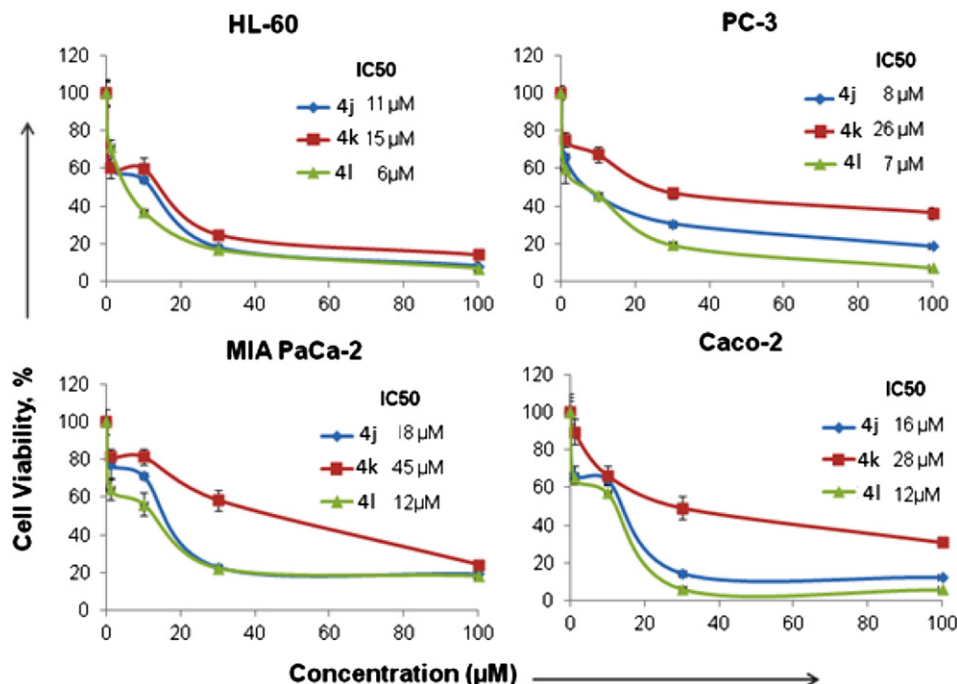 HL-60
120
100
80
60
40
20
0
0 20 40 60 80 100
IC50
4j 11 µM
4k 15 µM
4l 6µM
PC-3
120
100
80
60
40
20
0
0 20 40 60 80 100
IC50
4j 8 µM
4k 26 µM
4l 7 µM
MIA PaCa-2
120
100
80
60
40
20
0
0 20 40 60 80 100
IC50
4j 18 µM
4k 45 µM
4l 12µM
Caco-2
120
100
80
60
40
20
0
0 20 40 60 80 100
IC50
4j 16 µM
4k 28 µM
4l 12µM
Cell Viability, %
Concentration (µM)